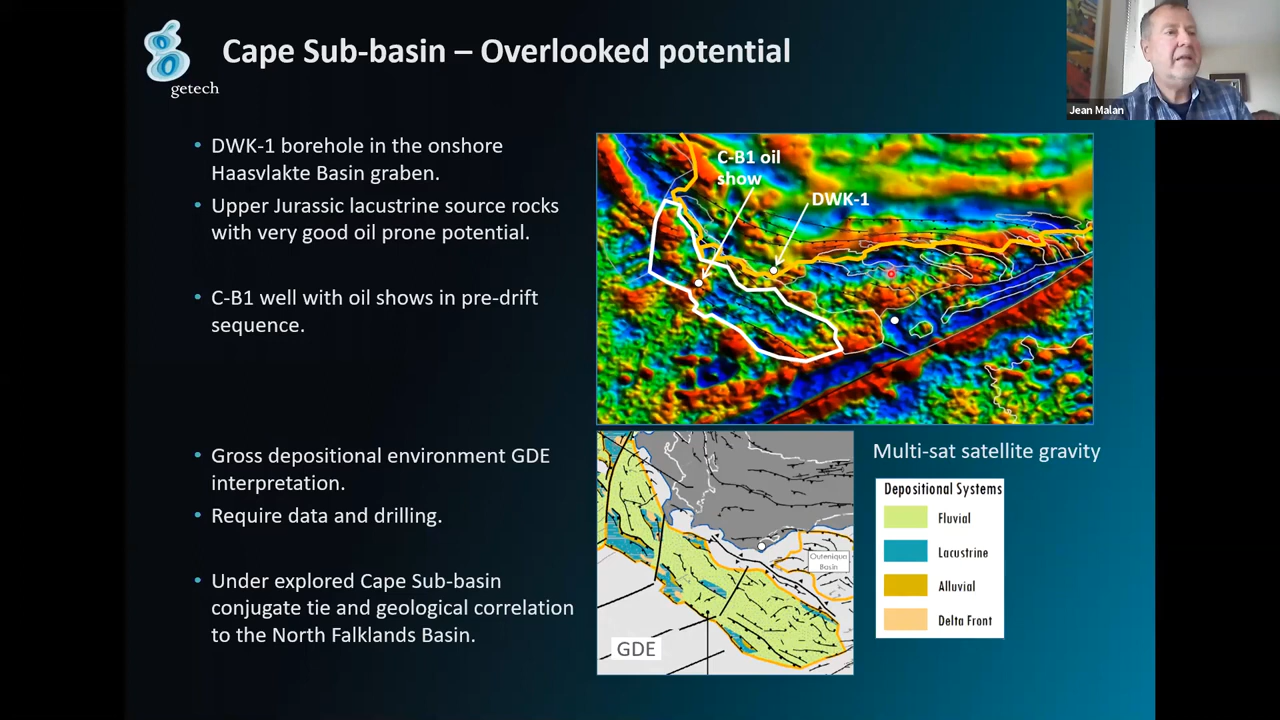 Cape Sub-basin – Overlooked potential
getech
Jean Malan
• DWK-1 borehole in the onshore
Haasvlakte Basin graben.
• Upper Jurassic lacustrine source rocks
with very good oil prone potential.
• C-B1 well with oil shows in pre-drift
sequence.
• Gross depositional environment GDE
interpretation.
• Require data and drilling.
• Under explored Cape Sub-basin
conjugate tie and geological correlation
to the North Falklands Basin.
C-B1 oil
show
DWK-1
Multi-sat satellite gravity
Outeniqua
Basin
GDE
Depositional Systems
Fluvial
Lacustrine
Alluvial
Delta Front